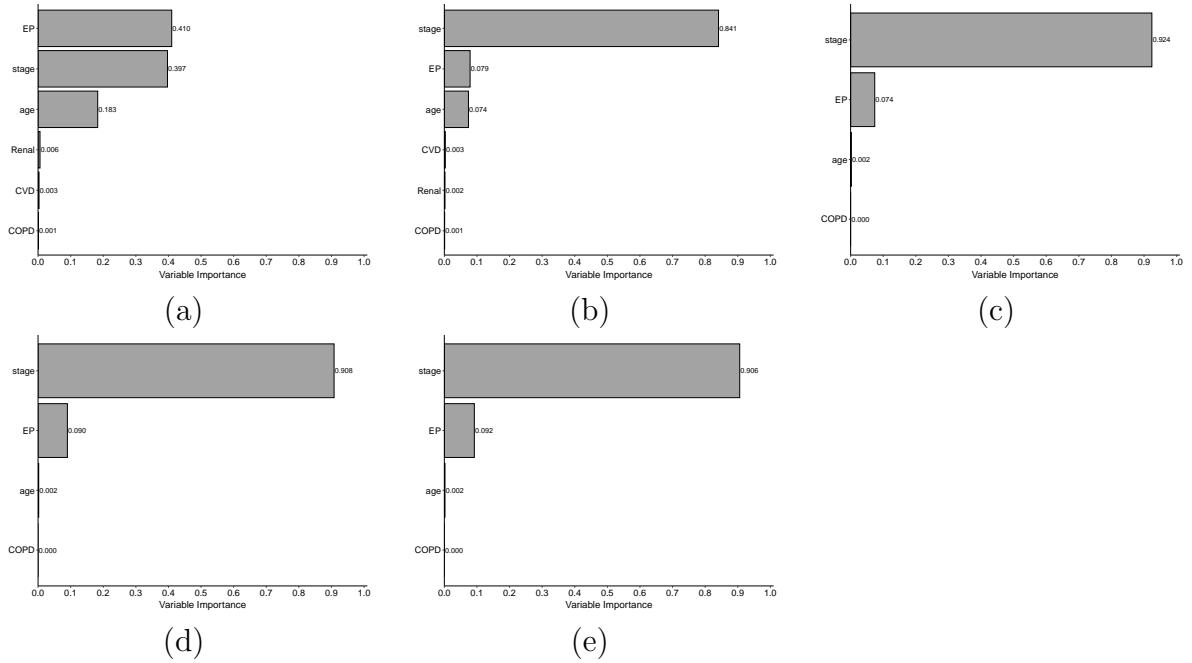 EP 0.410
stage 0.397
age 0.183
Renal 0.006
CVD 0.003
COPD 0.001
0.0 0.1 0.2 0.3 0.4 0.5 0.6 0.7 0.8 0.9 1.0
Variable Importance
(a)
stage 0.841
EP 0.079
age 0.074
CVD 0.003
Renal 0.002
COPD 0.001
0.0 0.1 0.2 0.3 0.4 0.5 0.6 0.7 0.8 0.9 1.0
Variable Importance
(b)
stage 0.924
EP 0.074
age 0.002
COPD 0.000
0.0 0.1 0.2 0.3 0.4 0.5 0.6 0.7 0.8 0.9 1.0
Variable Importance
(c)
stage 0.908
EP 0.090
age 0.002
COPD 0.000
0.0 0.1 0.2 0.3 0.4 0.5 0.6 0.7 0.8 0.9 1.0
Variable Importance
(d)
stage 0.906
EP 0.092
age 0.002
COPD 0.000
0.0 0.1 0.2 0.3 0.4 0.5 0.6 0.7 0.8 0.9 1.0
Variable Importance
(e)